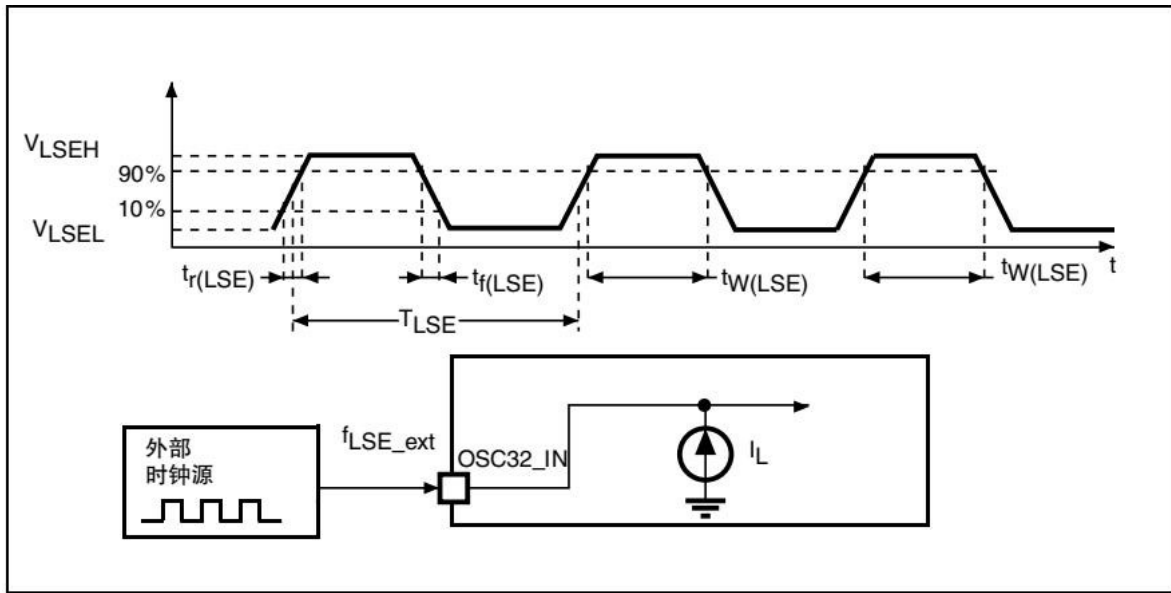 VLSEH
90%
10%
VLSEL
tr(LSE)
tf(LSE)
tW(LSE)
tW(LSE)
t
TLSE
fLSE_ext
OSC32_IN
IL
外部
时钟源